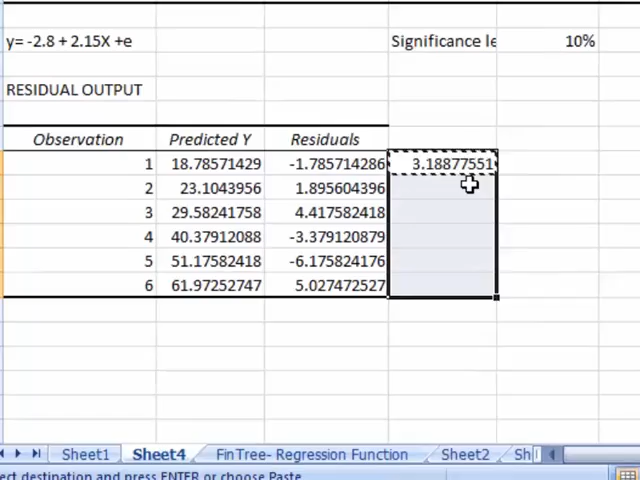 y= -2.8 + 2.15X +e Significance le 10%
RESIDUAL OUTPUT
Observation Predicted Y Residuals
1 18.78571429 -1.785714286 3.18877551
2 23.1043956 1.895604396
3 29.58241758 4.417582418
4 40.37912088 -3.379120879
5 51.17582418 -6.175824176
6 61.97252747 5.027472527
Sheet1 Sheet4 FinTree- Regression Function Sheet2 Sh
ect destination and press ENTER or choose Paste